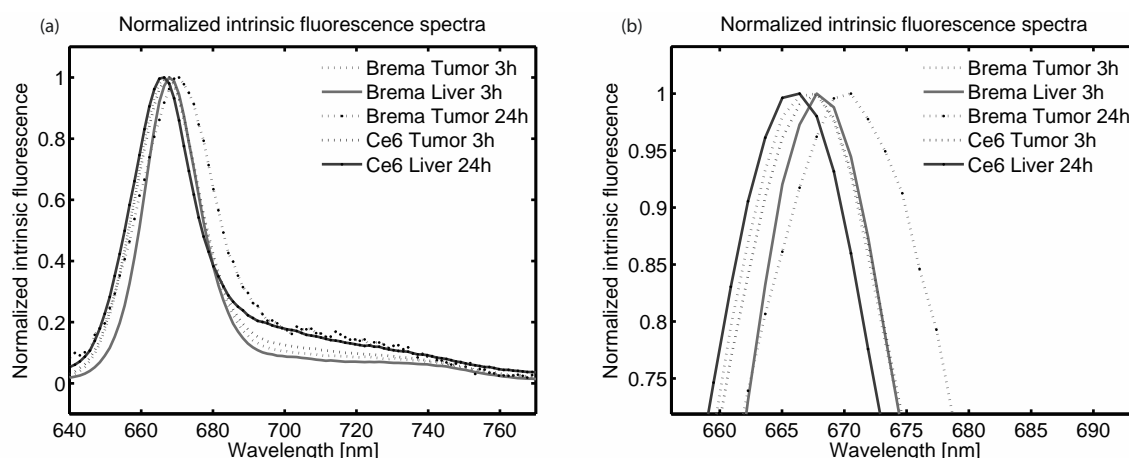 (a)
Normalized intrinsic fluorescence spectra
Normalized intrinsic fluorescence
1
0.8
0.6
0.4
0.2
0
640 660 680 700 720 740 760
Wavelength [nm]
Brema Tumor 3h
Brema Liver 3h
Brema Tumor 24h
Ce6 Tumor 3h
Ce6 Liver 24h
(b)
Normalized intrinsic fluorescence spectra
Normalized intrinsic fluorescence
1
0.95
0.9
0.85
0.8
0.75
660 665 670 675 680 685 690
Wavelength [nm]
Brema Tumor 3h
Brema Liver 3h
Brema Tumor 24h
Ce6 Tumor 3h
Ce6 Liver 24h